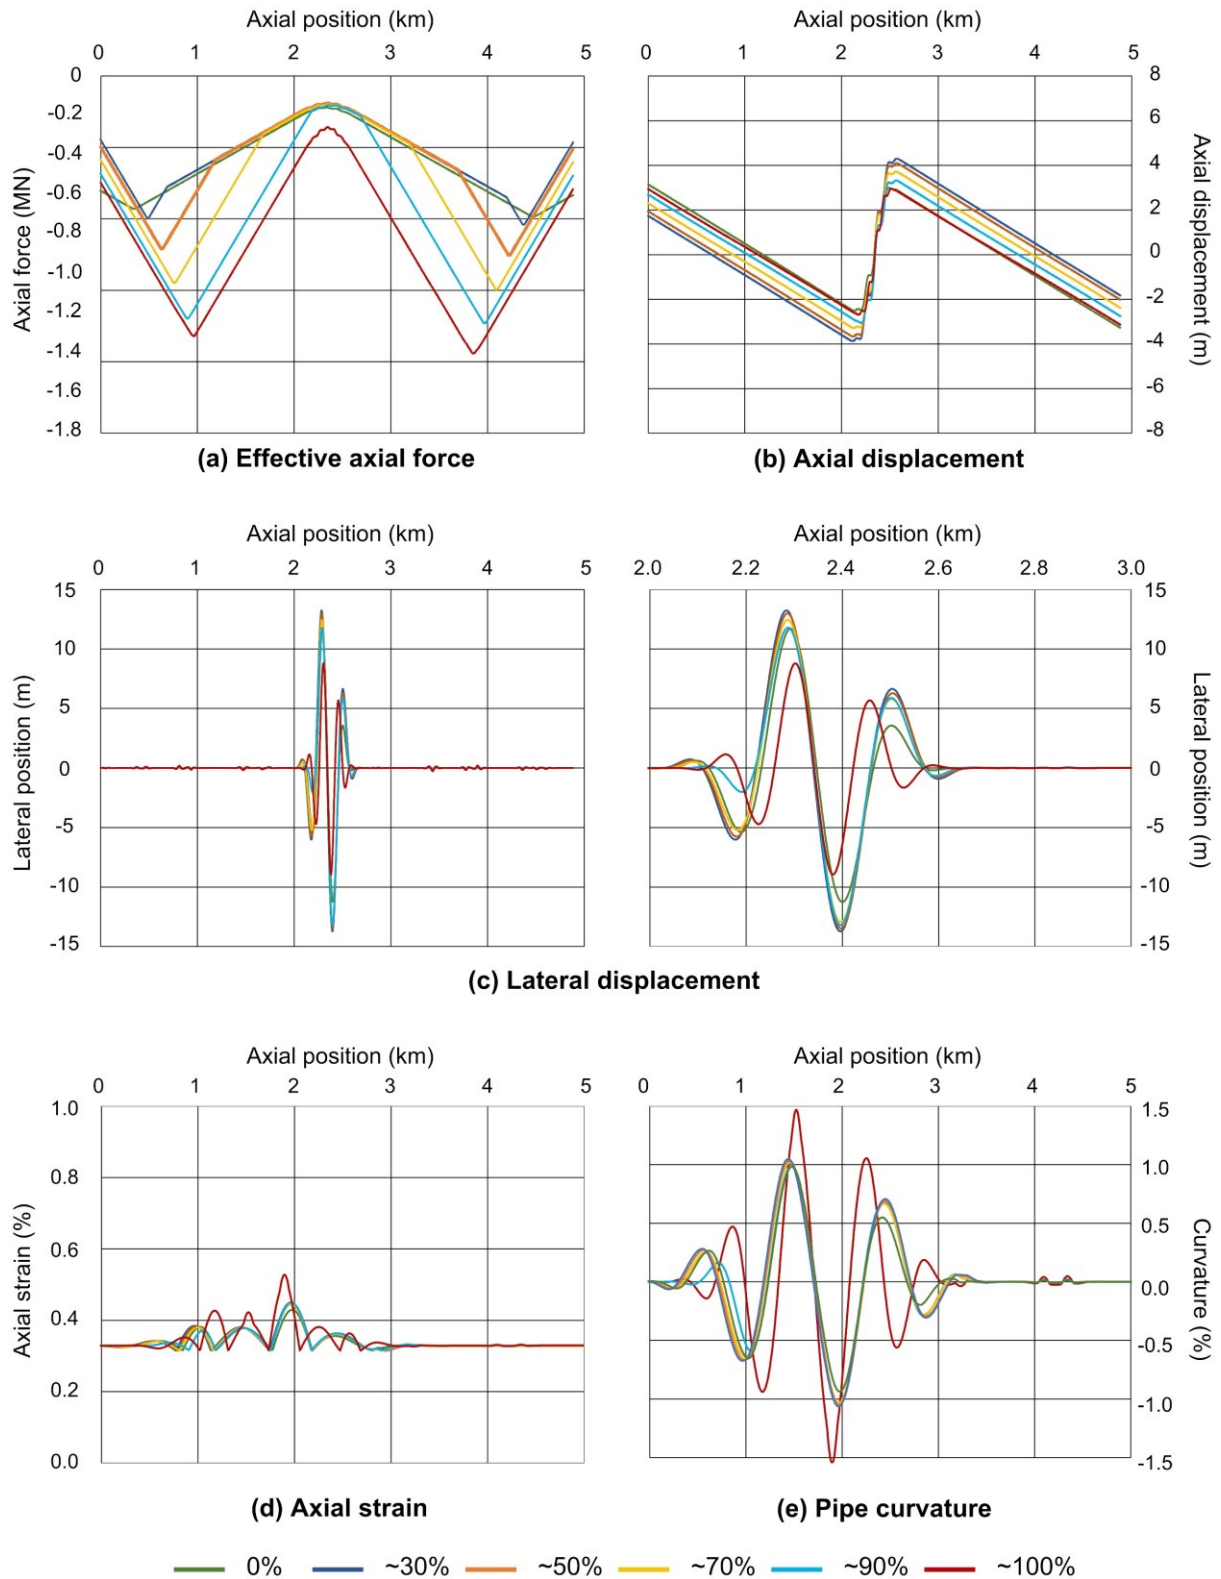 Axial position (km)
0 1 2 3 4 5
0
-0.2
-0.4
-0.6
-0.8
-1.0
-1.2
-1.4
-1.6
-1.8
Axial force (MN)
(a) Effective axial force
Axial position (km)
0 1 2 3 4 5
8
6
4
2
0
-2
-4
-6
-8
Axial displacement (m)
(b) Axial displacement
Axial position (km)
0 1 2 3 4 5
15
10
5
0
-5
-10
-15
Lateral position (m)
Axial position (km)
2.0 2.2 2.4 2.6 2.8 3.0
15
10
5
0
-5
-10
-15
Lateral position (m)
(c) Lateral displacement
Axial position (km)
0 1 2 3 4 5
1.0
0.8
0.6
0.4
0.2
0.0
Axial strain (%)
(d) Axial strain
Axial position (km)
0 1 2 3 4 5
1.5
1.0
0.5
0.0
-0.5
-1.0
-1.5
Curvature (%)
(e) Pipe curvature
0% ~30% ~50% ~70% ~90% ~100%